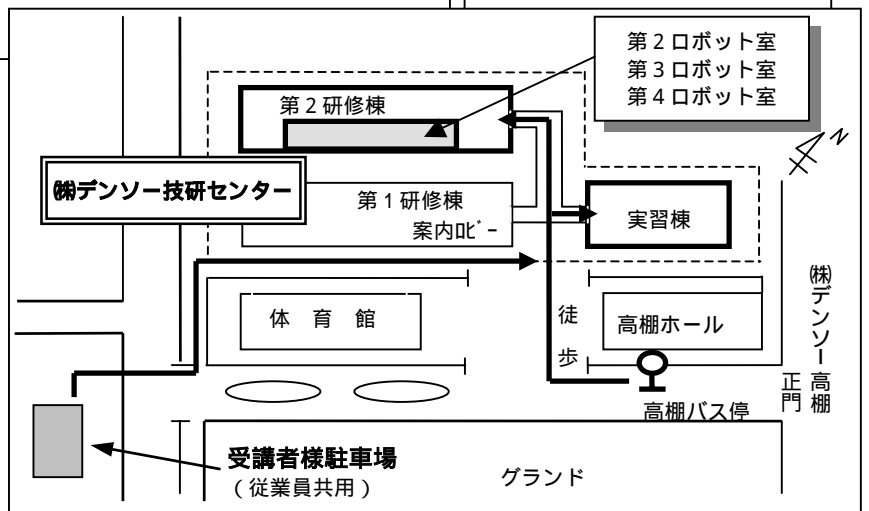 第2ロボット室
第3ロボット室
第4ロボット室
第2研修棟
N
㈱デンソー技研センター
第1研修棟
案内ﾛﾋﾞｰ
実習棟
体 育 館
徒歩
高棚ホール
㈱デンソー高棚
正門
高棚バス停
受講者様駐車場
(従業員共用)
グランド